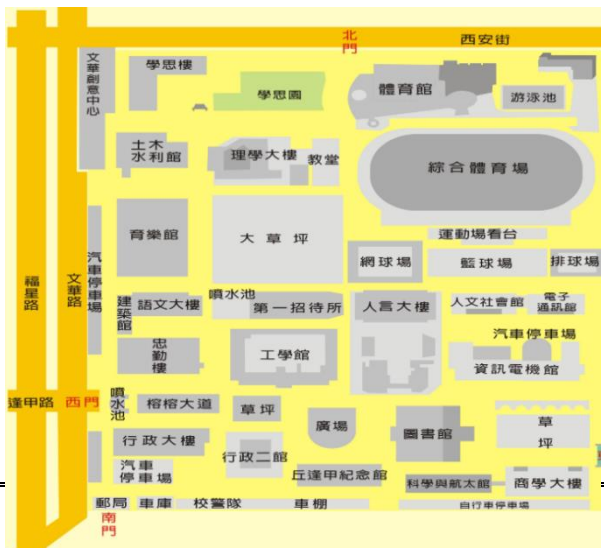 北門
西安街
文華創意中心
學思樓
學思園
體育館
游泳池
土木
水利館
理學大樓
教堂
綜合體育場
育樂館
大草坪
運動場看台
網球場
籃球場
排球場
汽車停車場
福星路
文華路
建築館
語文大樓
噴水池
第一招待所
人言大樓
人文社會館
電子
通訊館
忠勤樓
工學館
汽車停車場
資訊電機館
逢甲路
西門
噴水池
榕榕大道
草坪
廣場
圖書館
草坪
行政大樓
行政二館
汽車
停車場
丘逢甲紀念館
科學與航太館
商學大樓
郵局
車庫
校警隊
車棚
自行車停車場
南門